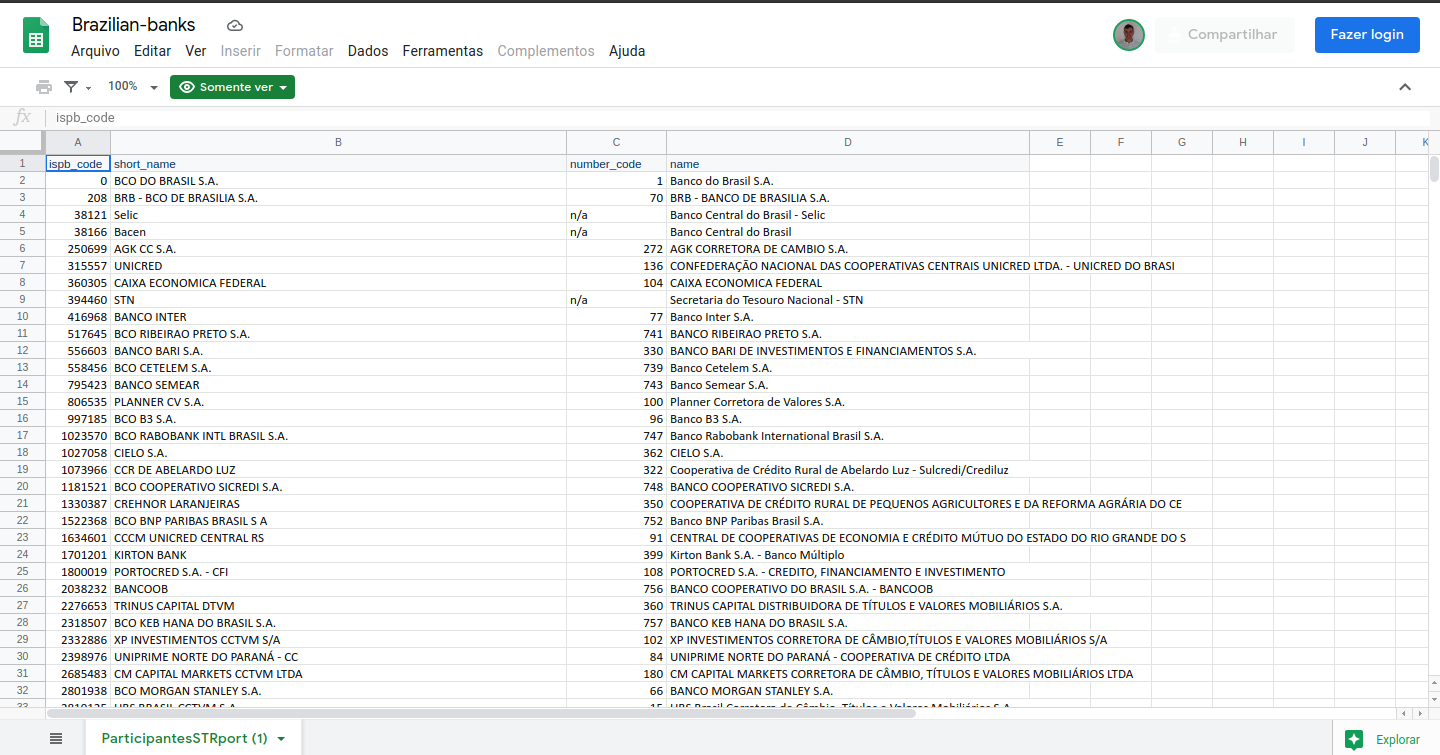 Brazilian-banks
Arquivo Editar Ver Inserir Formatar Dados Ferramentas Complementos Ajuda
Compartilhar
Fazer login
100% Somente ver
fx ispb_code
A B C D E F G H I J K
1 ispb_code short_name number_code name
2 0 BCO DO BRASIL S.A. 1 Banco do Brasil S.A.
3 208 BRB - BCO DE BRASILIA S.A. 70 BRB - BANCO DE BRASILIA S.A.
4 38121 Selic n/a Banco Central do Brasil - Selic
5 38166 Bacen n/a Banco Central do Brasil
6 250699 AGK CC S.A. 272 AGK CORRETORA DE CAMBIO S.A.
7 315557 UNICRED 136 CONFEDERAÇÃO NACIONAL DAS COOPERATIVAS CENTRAIS UNICRED LTDA. - UNICRED DO BRASI
8 360305 CAIXA ECONOMICA FEDERAL 104 CAIXA ECONOMICA FEDERAL
9 394460 STN n/a Secretaria do Tesouro Nacional - STN
10 416968 BANCO INTER 77 Banco Inter S.A.
11 517645 BCO RIBEIRAO PRETO S.A. 741 BANCO RIBEIRAO PRETO S.A.
12 556603 BANCO BARI S.A. 330 BANCO BARI DE INVESTIMENTOS E FINANCIAMENTOS S.A.
13 558456 BCO CETELEM S.A. 739 Banco Cetelem S.A.
14 795423 BANCO SEMEAR 743 Banco Semear S.A.
15 806535 PLANNER CV S.A. 100 Planner Corretora de Valores S.A.
16 997185 BCO B3 S.A. 96 Banco B3 S.A.
17 1023570 BCO RABOBANK INTL BRASIL S.A. 747 Banco Rabobank International Brasil S.A.
18 1027058 CIELO S.A. 362 CIELO S.A.
19 1073966 CCR DE ABELARDO LUZ 322 Cooperativa de Crédito Rural de Abelardo Luz - Sulcredi/Crediluz
20 1181521 BCO COOPERATIVO SICREDI S.A. 748 BANCO COOPERATIVO SICREDI S.A.
21 1330387 CREHNOR LARANJEIRAS 350 COOPERATIVA DE CRÉDITO RURAL DE PEQUENOS AGRICULTORES E DA REFORMA AGRÁRIA DO CE
22 1522368 BCO BNP PARIBAS BRASIL S A 752 Banco BNP Paribas Brasil S.A.
23 1634601 CCCM UNICRED CENTRAL RS 91 CENTRAL DE COOPERATIVAS DE ECONOMIA E CRÉDITO MÚTUO DO ESTADO DO RIO GRANDE DO S
24 1701201 KIRTON BANK 399 Kirton Bank S.A. - Banco Múltiplo
25 1800019 PORTOCRED S.A. - CFI 108 PORTOCRED S.A. - CREDITO, FINANCIAMENTO E INVESTIMENTO
26 2038232 BANCOOB 756 BANCO COOPERATIVO DO BRASIL S.A. - BANCOOB
27 2276653 TRINUS CAPITAL DTVM 360 TRINUS CAPITAL DISTRIBUIDORA DE TÍTULOS E VALORES MOBILIÁRIOS S.A.
28 2318507 BCO KEB HANA DO BRASIL S.A. 757 BANCO KEB HANA DO BRASIL S.A.
29 2332886 XP INVESTIMENTOS CCTVM S/A 102 XP INVESTIMENTOS CORRETORA DE CÂMBIO,TÍTULOS E VALORES MOBILIÁRIOS S/A
30 2398976 UNIPRIME NORTE DO PARANÁ - CC 84 UNIPRIME NORTE DO PARANÁ - COOPERATIVA DE CRÉDITO LTDA
31 2685483 CM CAPITAL MARKETS CCTVM LTDA 180 CM CAPITAL MARKETS CORRETORA DE CÂMBIO, TÍTULOS E VALORES MOBILIÁRIOS LTDA
32 2801938 BCO MORGAN STANLEY S.A. 66 BANCO MORGAN STANLEY S.A.
33 2819125 UBS BRASIL CCTVM S.A. 15 UBS Brasil Corretora de Câmbio, Títulos e Valores Mobiliários S.A.
ParticipantesSTRport (1)
Explorar